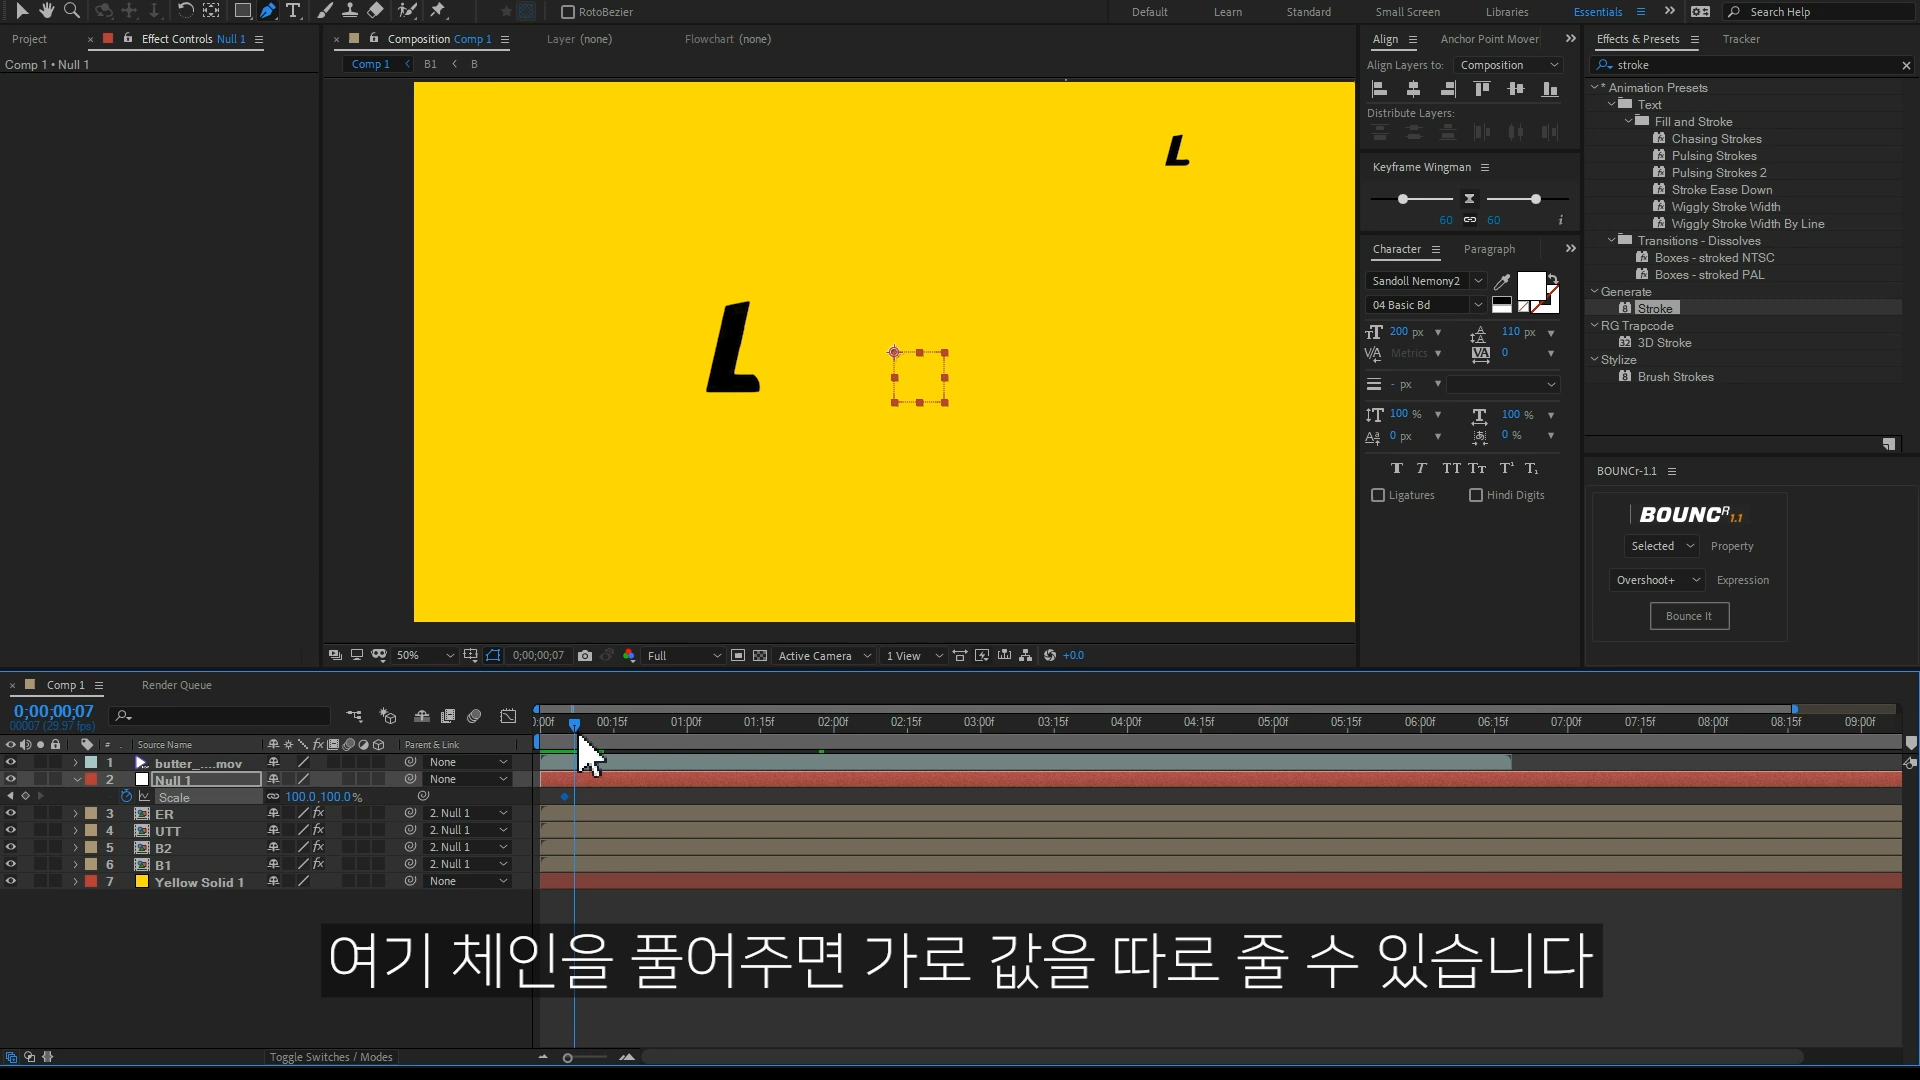 RotoBezier
Default
Learn
Standard
Small Screen
Libraries
Essentials
Search Help
Project
Effect Controls Null 1
Composition Comp 1
Layer (none)
Flowchart (none)
Align
Anchor Point Mover
Effects & Presets
Tracker
Comp 1 • Null 1
Comp 1
B1
B
Align Layers to: Composition
stroke
Distribute Layers:
* Animation Presets
Text
Fill and Stroke
Chasing Strokes
Pulsing Strokes
Pulsing Strokes 2
Stroke Ease Down
Wiggly Stroke Width
Wiggly Stroke Width By Line
Transitions - Dissolves
Boxes - stroked NTSC
Boxes - stroked PAL
Generate
Stroke
RG Trapcode
3D Stroke
Stylize
Brush Strokes
Keyframe Wingman
60
60
Character
Paragraph
Sandoll Nemony2
04 Basic Bd
200 px
110 px
Metrics
0
- px
100 %
100 %
0 px
0 %
Ligatures
Hindi Digits
L
L
BOUNCr-1.1
BOUNCR 1.1
Selected
Property
Overshoot+
Expression
Bounce It
50%
0;00;00;07
Full
Active Camera
1 View
+0.0
Comp 1
Render Queue
0;00;00;07
00007 (29.97 fps)
0:00f
00:15f
01:00f
01:15f
02:00f
02:15f
03:00f
03:15f
04:00f
04:15f
05:00f
05:15f
06:00f
06:15f
07:00f
07:15f
08:00f
08:15f
09:00f
#
Source Name
Parent & Link
1 butter_....mov None
2 Null 1 None
Scale 100.0,100.0%
3 ER 2. Null 1
4 UTT 2. Null 1
5 B2 2. Null 1
6 B1 2. Null 1
7 Yellow Solid 1 None
여기 체인을 풀어주면 가로 값을 따로 줄 수 있습니다
Toggle Switches / Modes